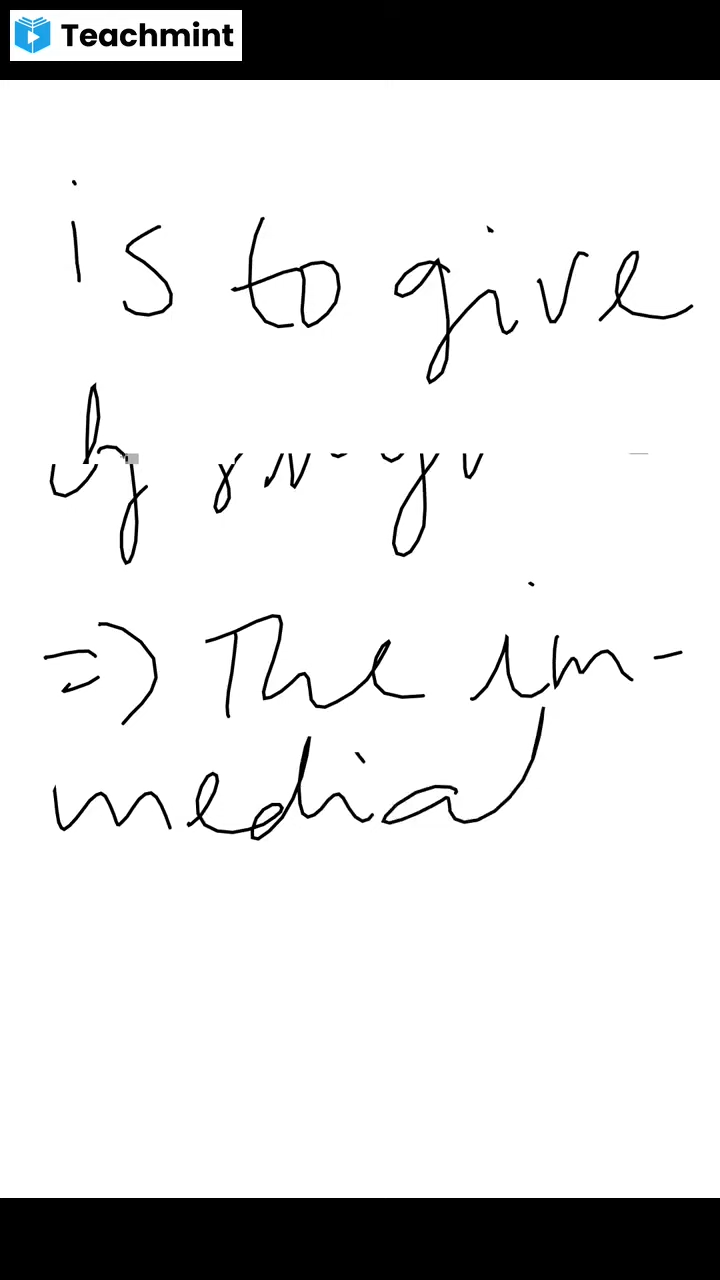 Teachmint
is to give
=> The im-
media